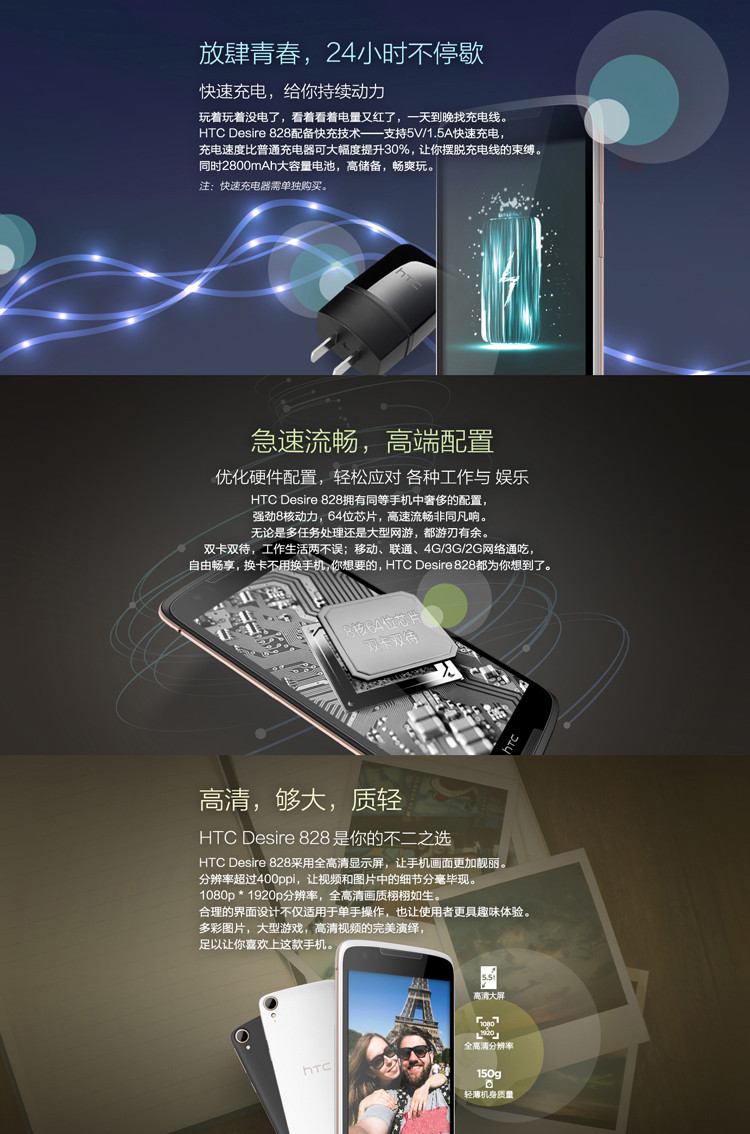 放肆青春，24小时不停歇
快速充电，给你持续动力
玩着玩着没电了，看着看着电量又红了，一天到晚找充电线。
HTC Desire 828配备快充技术——支持5V/1.5A快速充电，
充电速度比普通充电器可大幅度提升30%，让你摆脱充电线的束缚。
同时2800mAh大容量电池，高储备，畅爽玩。
注：快速充电器需单独购买。
hTC
急速流畅，高端配置
优化硬件配置，轻松应对 各种工作与 娱乐
HTC Desire 828拥有同等手机中奢侈的配置，
强劲8核动力，64位芯片，高速流畅非同凡响。
无论是多任务处理还是大型网游，都游刃有余。
双卡双待，工作生活两不误；移动、联通、4G/3G/2G网络通吃，
自由畅享，换卡不用换手机，你想要的，HTC Desire 828都为你想到了。
8核64位芯片
双卡双待
hTC
高清，够大，质轻
HTC Desire 828 是你的不二之选
HTC Desire 828采用全高清显示屏，让手机画面更加靓丽。
分辨率超过400ppi，让视频和图片中的细节分毫毕现。
1080p * 1920p分辨率，全高清画质栩栩如生。
合理的界面设计不仅适用于单手操作，也让使用者更具趣味体验。
多彩图片，大型游戏，高清视频的完美演绎，
足以让你喜欢上这款手机。
5.5"
高清大屏
1080
x
1920
全高清分辨率
150g
轻薄机身质量
hTC